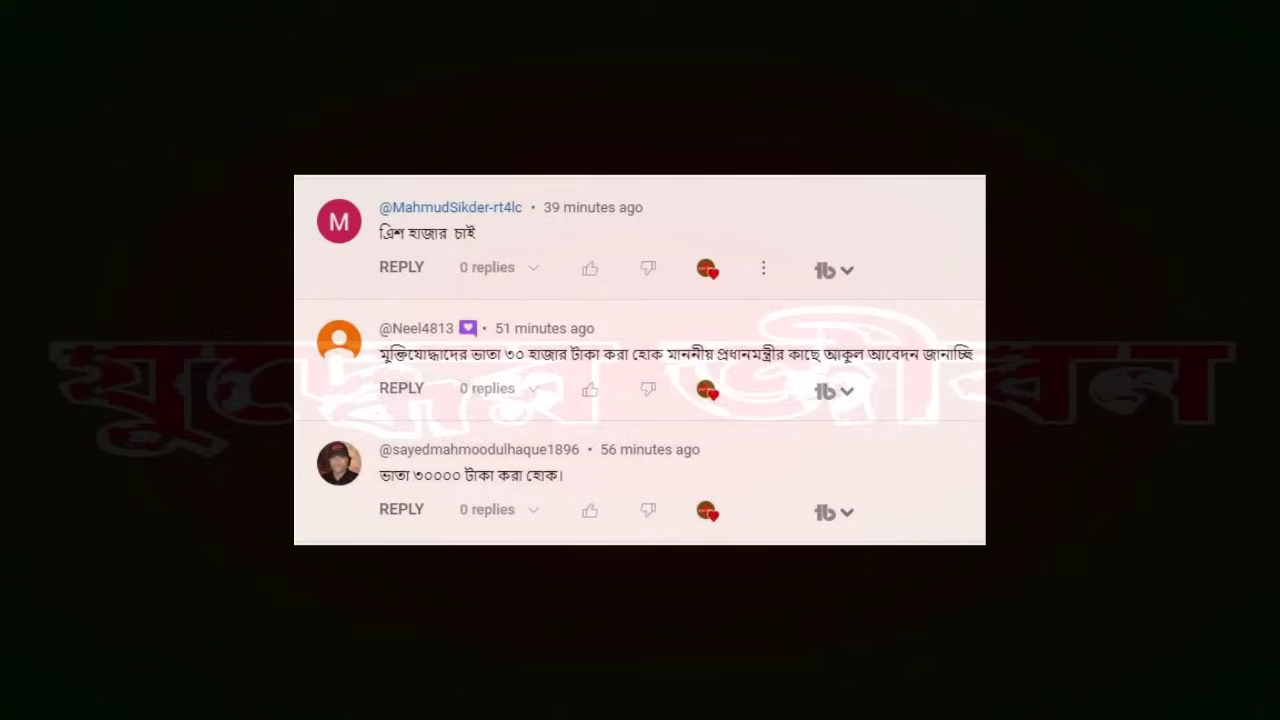 M
@MahmudSikder-rt4lc • 39 minutes ago
ত্রিশ হাজার চাই
REPLY 0 replies
@Neel4813 • 51 minutes ago
মুক্তিযোদ্ধাদের ভাতা ৩০ হাজার টাকা করা হোক মাননীয় প্রধানমন্ত্রীর কাছে আকুল আবেদন জানাচ্ছি
REPLY 0 replies
যুদ্ধের জীবন
@sayedmahmoodulhaque1896 • 56 minutes ago
ভাতা ৩০০০০ টাকা করা হোক।
REPLY 0 replies